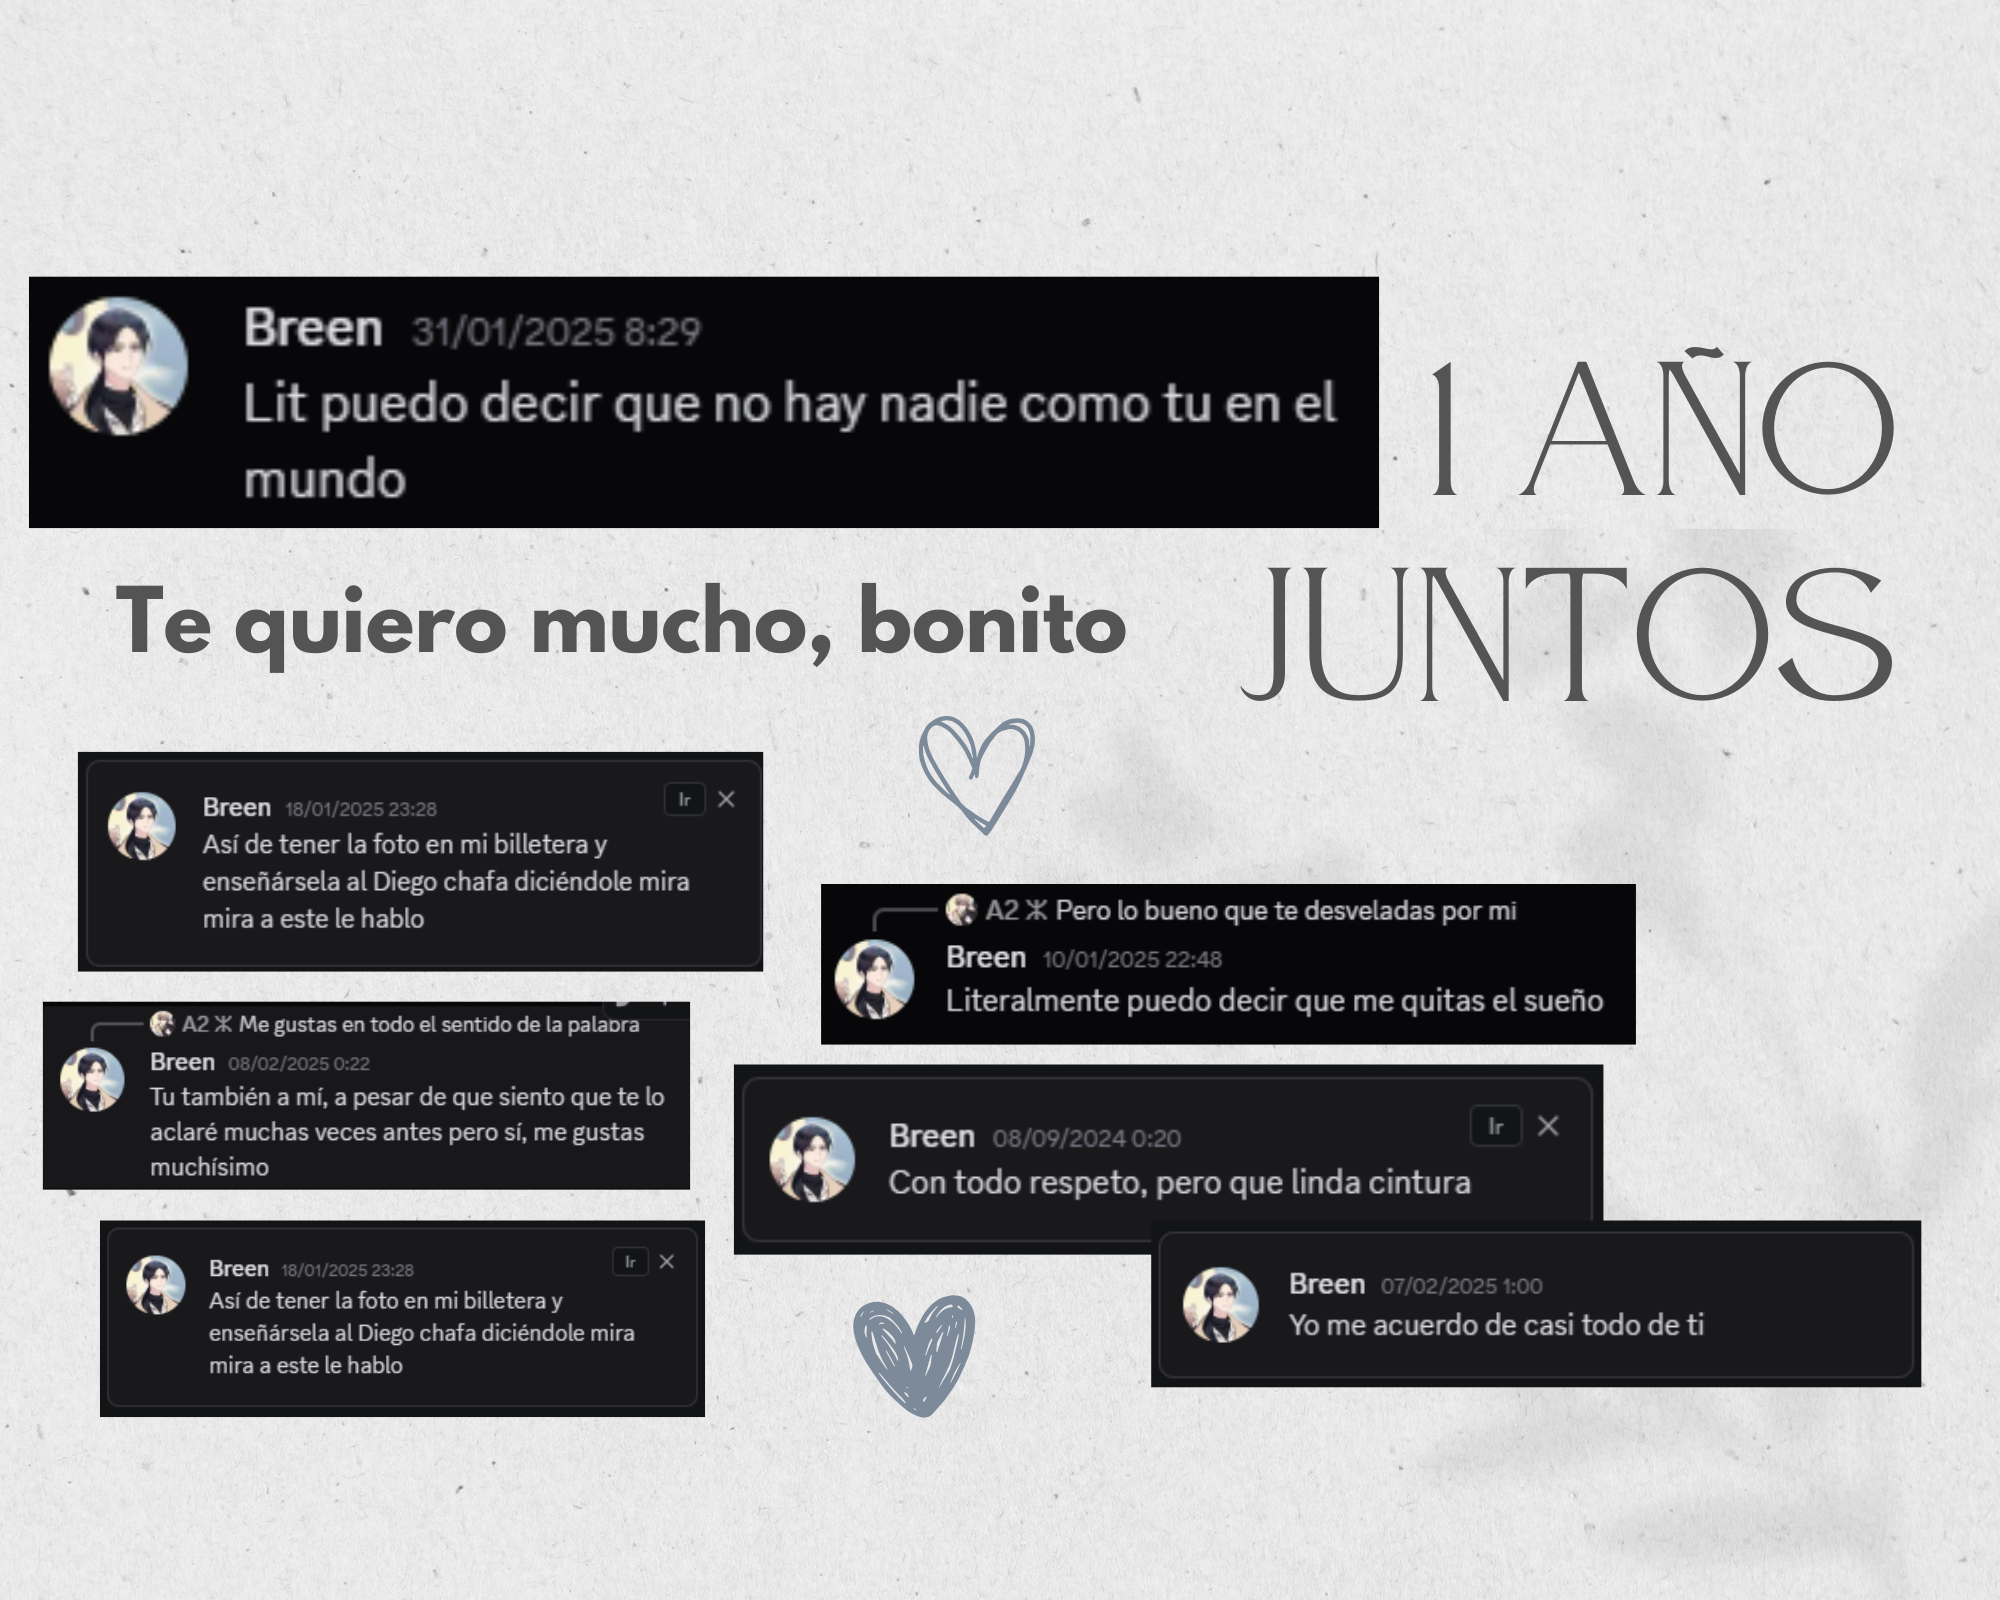 Breen 31/01/2025 8:29
Lit puedo decir que no hay nadie como tu en el
mundo
1 AÑO
JUNTOS
Te quiero mucho, bonito
Breen 18/01/2025 23:28
Ir
Así de tener la foto en mi billetera y
enseñársela al Diego chafa diciéndole mira
mira a este le hablo
A2 Pero lo bueno que te desveladas por mi
Breen 10/01/2025 22:48
Literalmente puedo decir que me quitas el sueño
A2 Me gustas en todo el sentido de la palabra
Breen 08/02/2025 0:22
Tu también a mí, a pesar de que siento que te lo
aclaré muchas veces antes pero sí, me gustas
muchísimo
Breen 08/09/2024 0:20
Ir
Con todo respeto, pero que linda cintura
Breen 18/01/2025 23:28
Ir
Así de tener la foto en mi billetera y
enseñársela al Diego chafa diciéndole mira
mira a este le hablo
Breen 07/02/2025 1:00
Yo me acuerdo de casi todo de ti